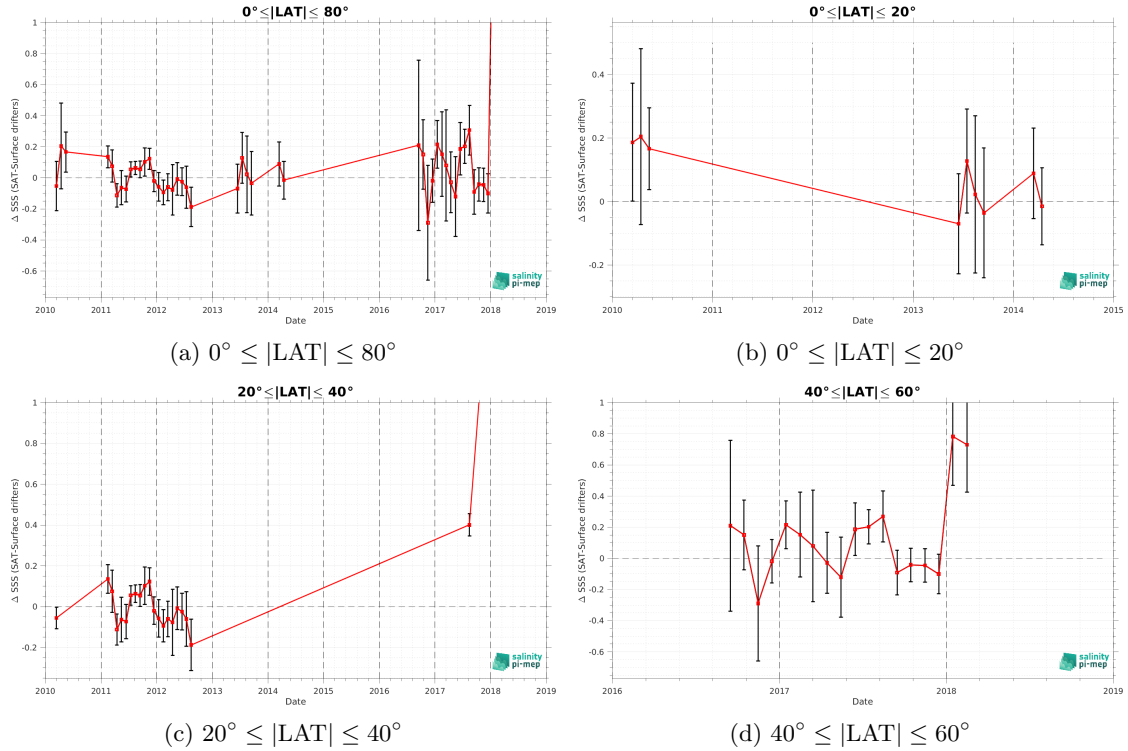 0°≤|LAT|≤ 80°
1
0.8
0.6
0.4
0.2
0
-0.2
-0.4
-0.6
Δ SSS (SAT-Surface drifters)
2010 2011 2012 2013 2014 2015 2016 2017 2018 2019
Date
salinity
pi-mep
(a) 0° ≤ |LAT| ≤ 80°
0°≤|LAT|≤ 20°
0.4
0.2
0
-0.2
Δ SSS (SAT-Surface drifters)
2010 2011 2012 2013 2014 2015
Date
salinity
pi-mep
(b) 0° ≤ |LAT| ≤ 20°
20°≤|LAT|≤ 40°
1
0.8
0.6
0.4
0.2
0
-0.2
Δ SSS (SAT-Surface drifters)
2010 2011 2012 2013 2014 2015 2016 2017 2018 2019
Date
salinity
pi-mep
(c) 20° ≤ |LAT| ≤ 40°
40°≤|LAT|≤ 60°
1
0.8
0.6
0.4
0.2
0
-0.2
-0.4
-0.6
Δ SSS (SAT-Surface drifters)
2016 2017 2018 2019
Date
salinity
pi-mep
(d) 40° ≤ |LAT| ≤ 60°